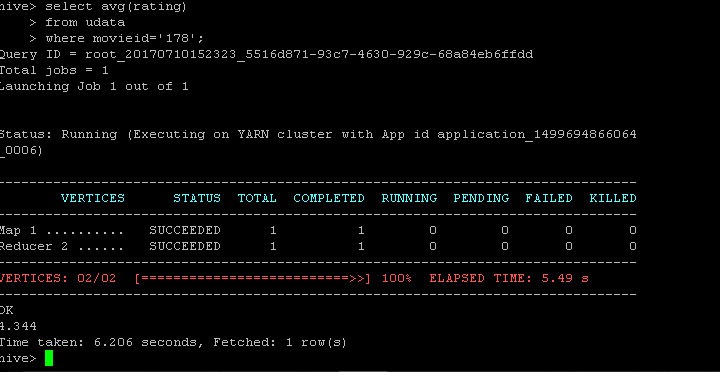 hive> select avg(rating)
    > from udata
    > where movieid='178';
Query ID = root_20170710152323_5516d871-93c7-4630-929c-68a84eb6ffdd
Total jobs = 1
Launching Job 1 out of 1
Status: Running (Executing on YARN cluster with App id application_1499694866064
_0006)
--------------------------------------------------------------------------------
VERTICES STATUS TOTAL COMPLETED RUNNING PENDING FAILED KILLED
--------------------------------------------------------------------------------
Map 1 .......... SUCCEEDED 1 1 0 0 0 0
Reducer 2 ...... SUCCEEDED 1 1 0 0 0 0
--------------------------------------------------------------------------------
VERTICES: 02/02 [==========================>>] 100% ELAPSED TIME: 5.49 s
--------------------------------------------------------------------------------
OK
4.344
Time taken: 6.206 seconds, Fetched: 1 row(s)
hive>